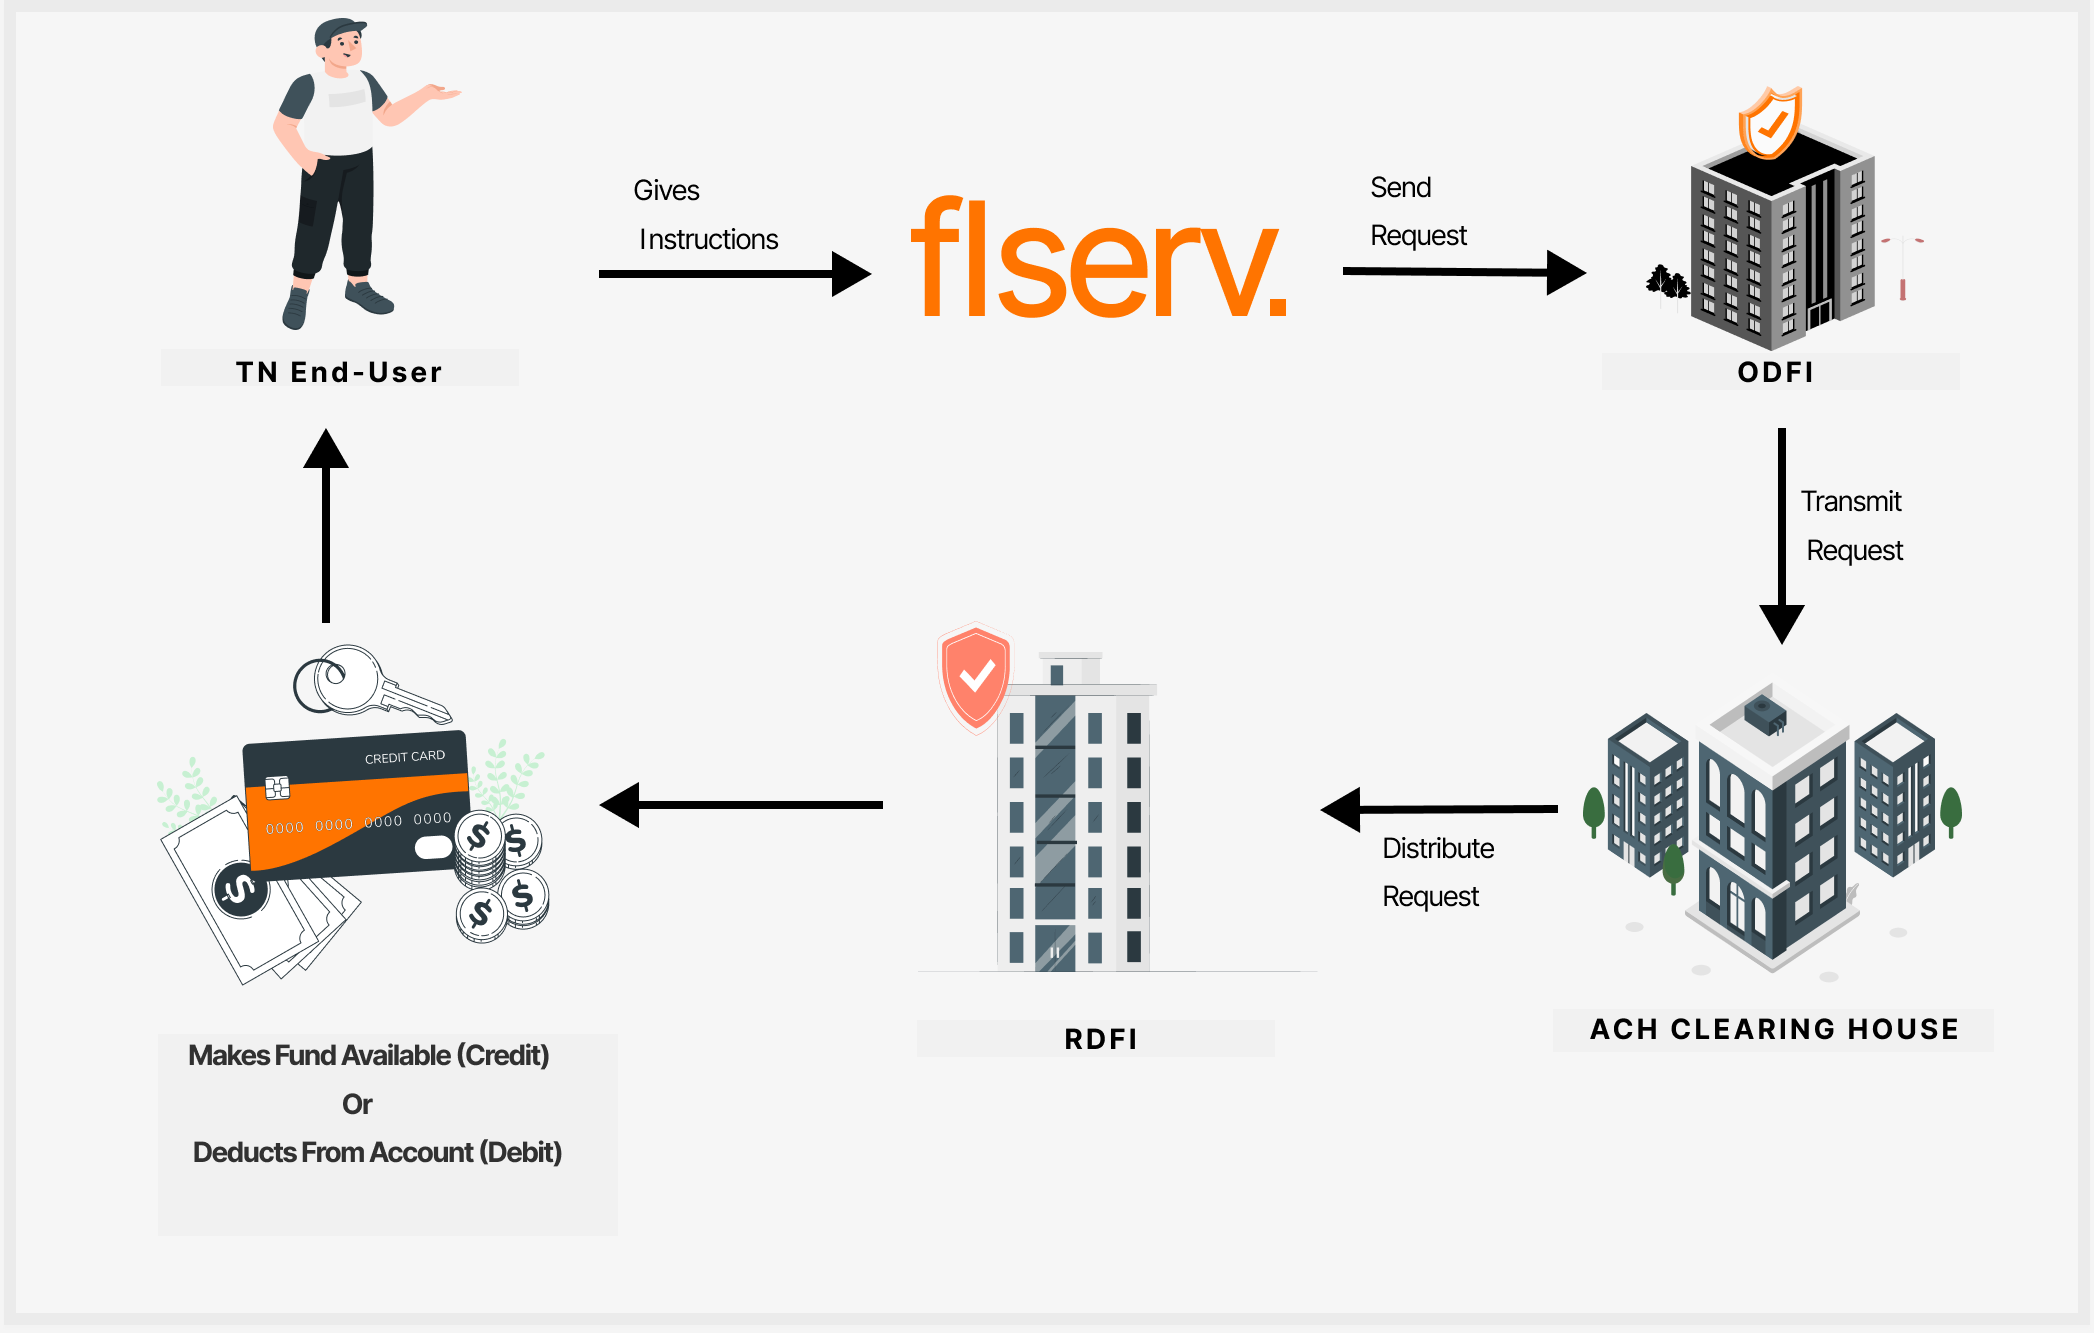 Gives
Instructions
fiserv.
Send
Request
TN End-User
ODFI
Transmit
Request
CREDIT CARD
0000 0000 0000 0000
Distribute
Request
RDFI
ACH CLEARING HOUSE
Makes Fund Available (Credit)
Or
Deducts From Account (Debit)